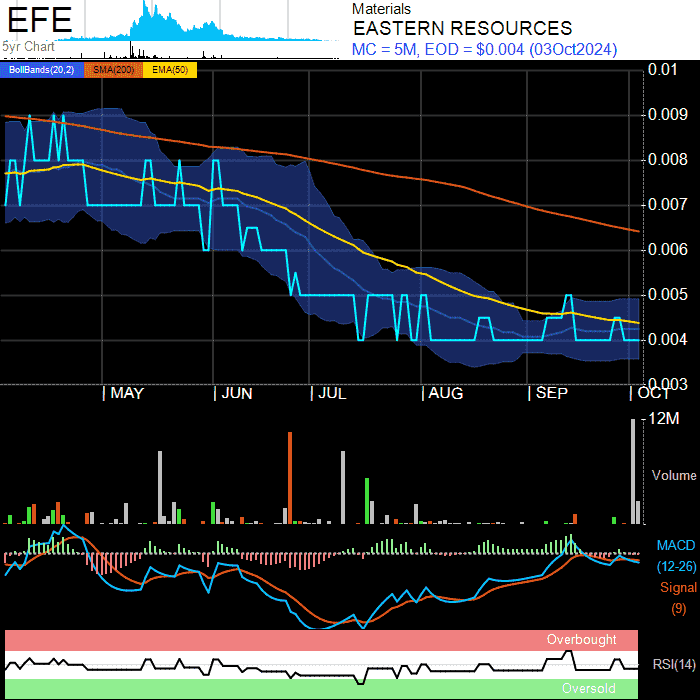 EFE
5yr Chart
Materials
EASTERN RESOURCES
MC = 5M, EOD = $0.004 (03Oct2024)
BollBands(20,2) SMA(200) EMA(50)
0.01
0.009
0.008
0.007
0.006
0.005
0.004
0.003
MAY JUN JUL AUG SEP OCT
12M
Volume
MACD
(12-26)
Signal
(9)
Overbought
RSI(14)
Oversold